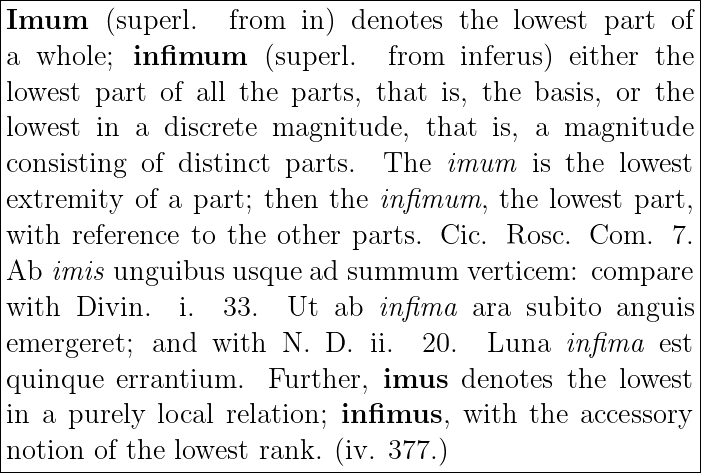 Imum (superl. from in) denotes the lowest part of
a whole; infimum (superl. from inferus) either the
lowest part of all the parts, that is, the basis, or the
lowest in a discrete magnitude, that is, a magnitude
consisting of distinct parts. The imum is the lowest
extremity of a part; then the infimum, the lowest part,
with reference to the other parts. Cic. Rosc. Com. 7.
Ab imis unguibus usque ad summum verticem: compare
with Divin. i. 33. Ut ab infima ara subito anguis
emergeret; and with N. D. ii. 20. Luna infima est
quinque errantium. Further, imus denotes the lowest
in a purely local relation; infimus, with the accessory
notion of the lowest rank. (iv. 377.)